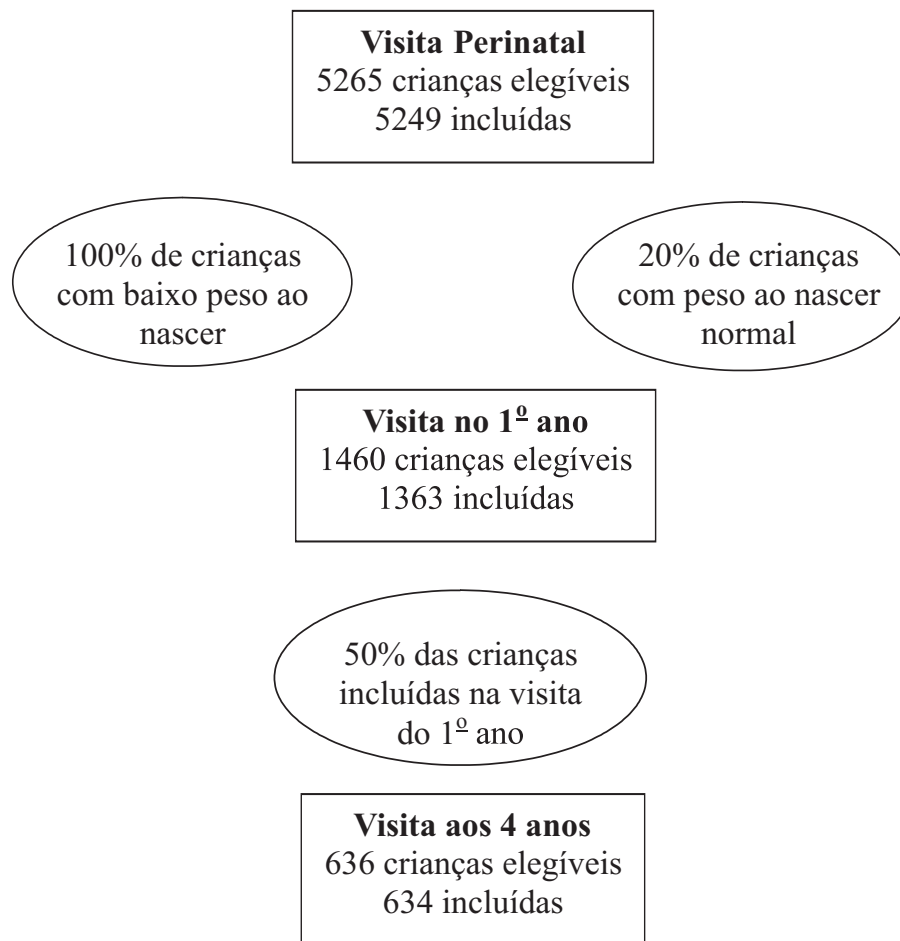 Visita Perinatal
5265 crianças elegíveis
5249 incluídas
100% de crianças
com baixo peso ao
nascer
20% de crianças
com peso ao nascer
normal
Visita no 1º ano
1460 crianças elegíveis
1363 incluídas
50% das crianças
incluídas na visita
do 1º ano
Visita aos 4 anos
636 crianças elegíveis
634 incluídas